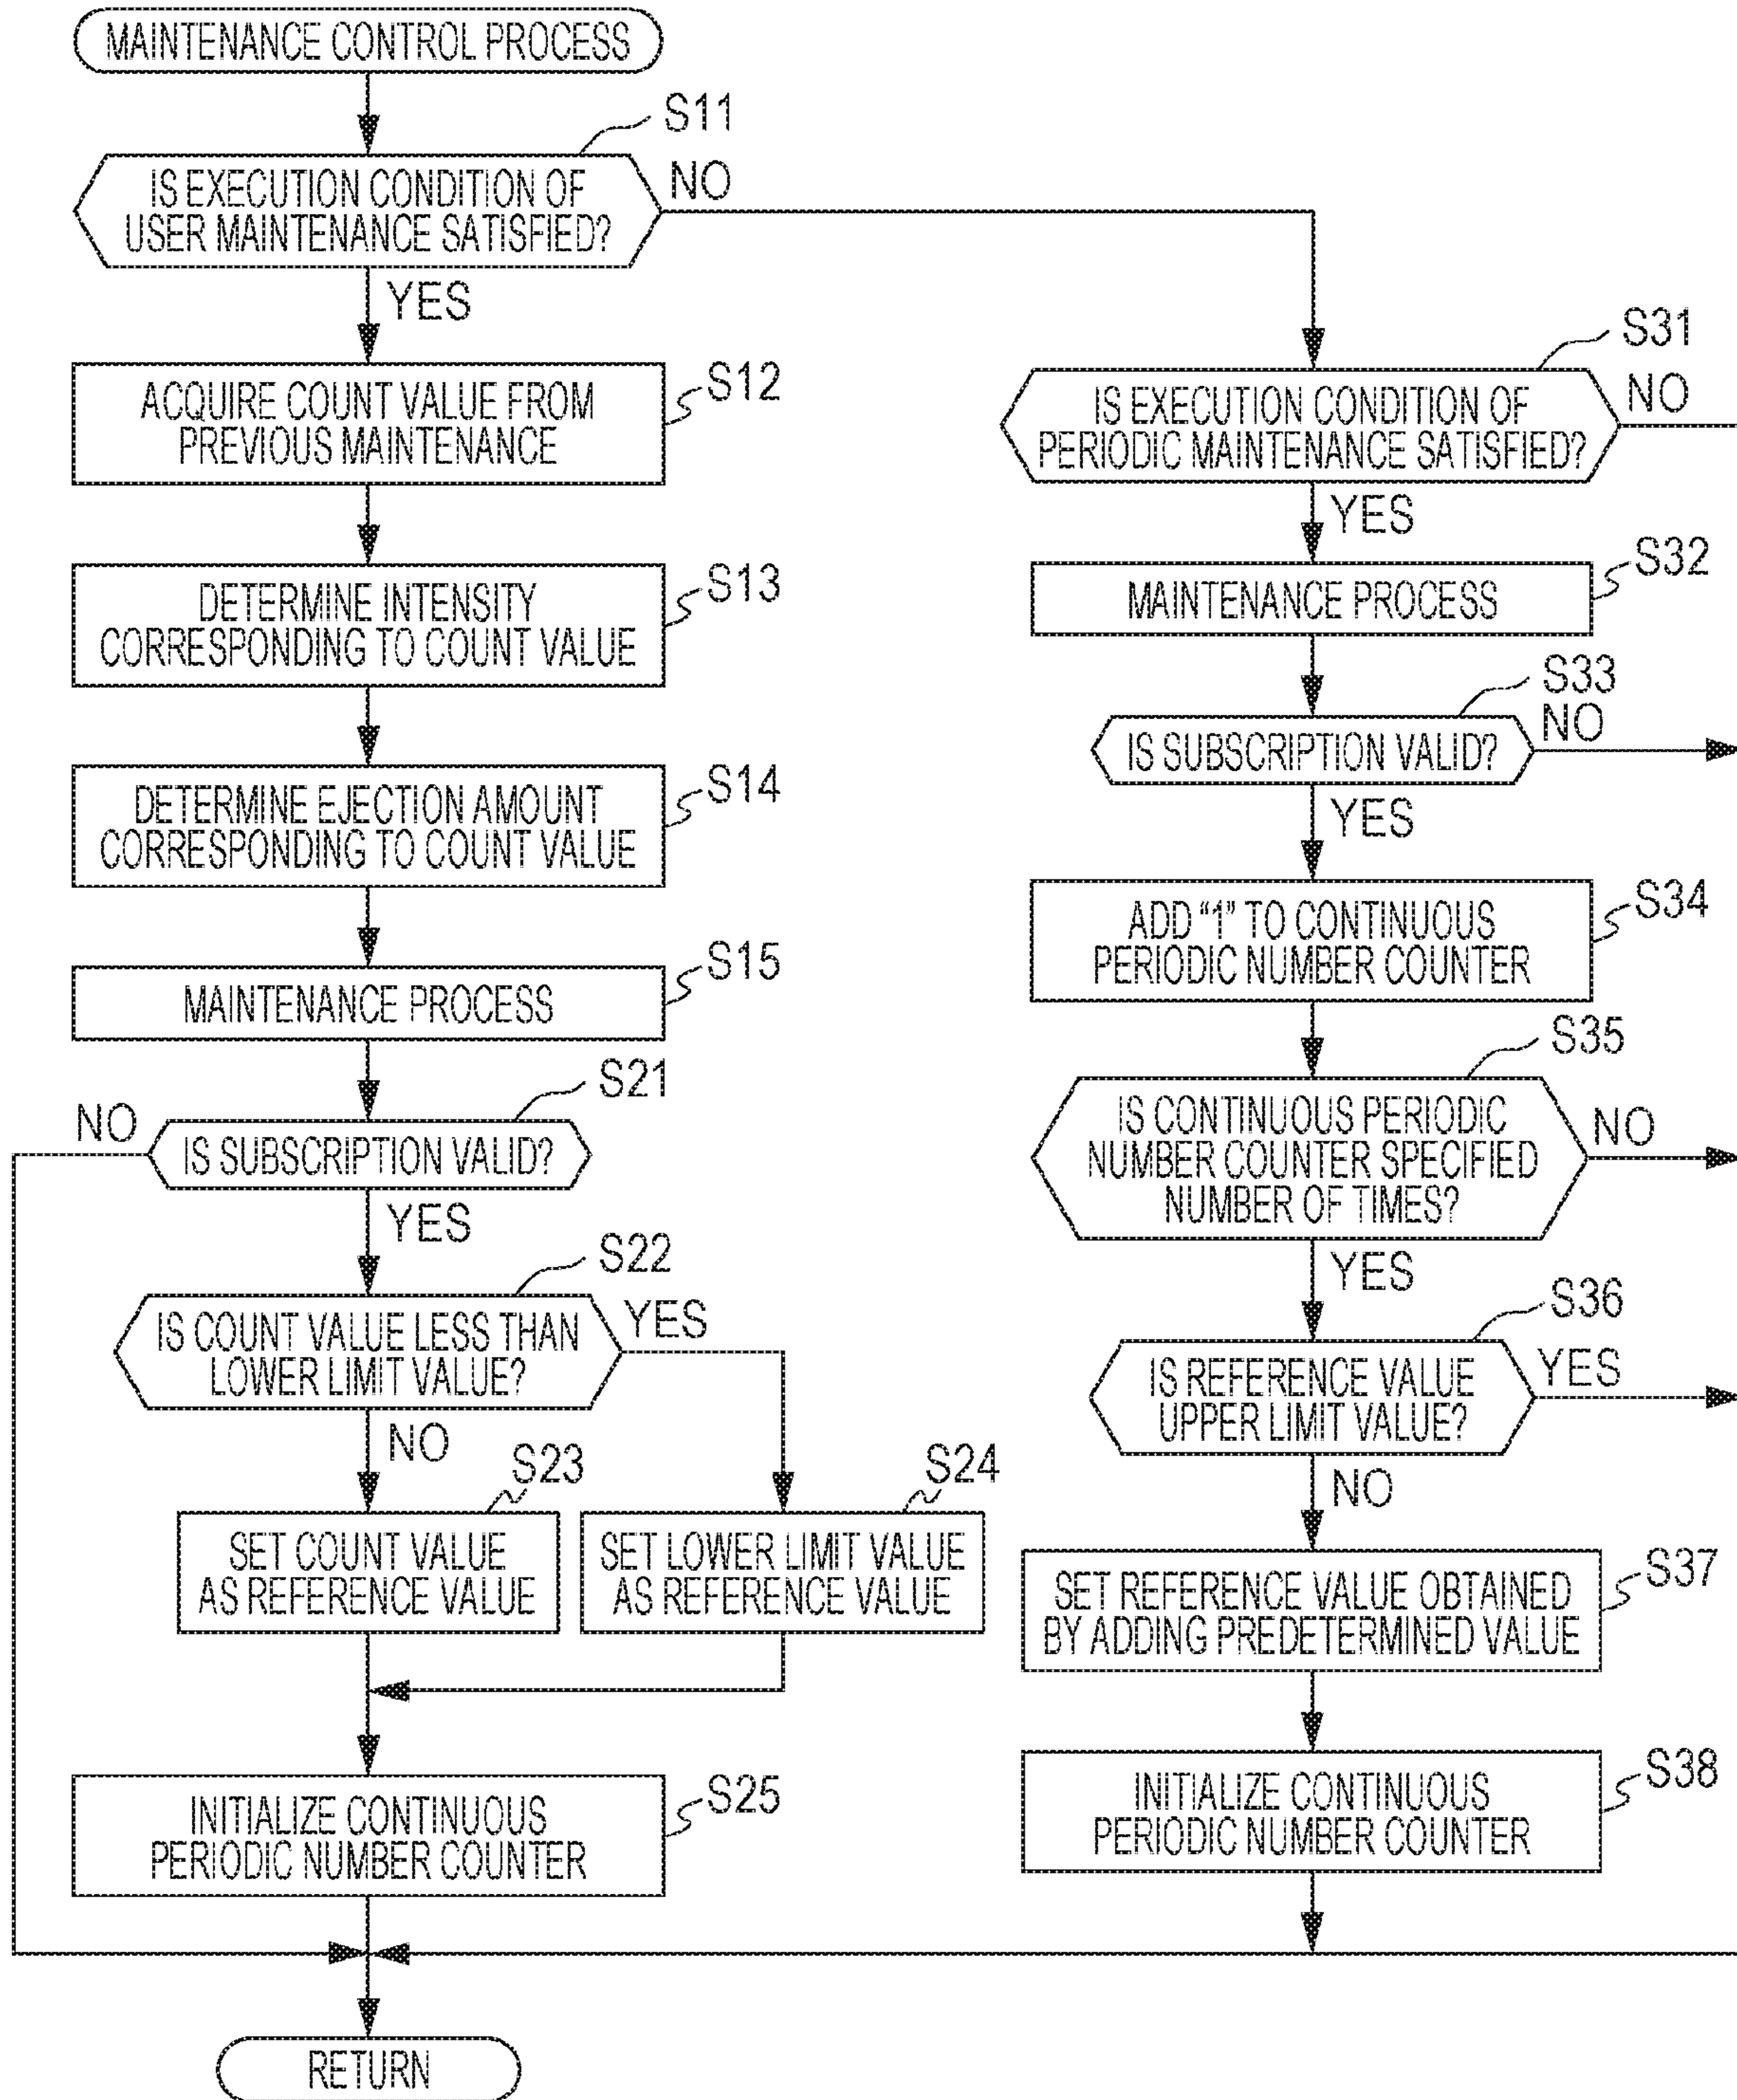 MAINTENANCE CONTROL PROCESS
S11
IS EXECUTION CONDITION OF
USER MAINTENANCE SATISFIED?
NO
YES
S12
ACQUIRE COUNT VALUE FROM
PREVIOUS MAINTENANCE
S13
DETERMINE INTENSITY
CORRESPONDING TO COUNT VALUE
S14
DETERMINE EJECTION AMOUNT
CORRESPONDING TO COUNT VALUE
S15
MAINTENANCE PROCESS
S21
NO
IS SUBSCRIPTION VALID?
YES
S22
IS COUNT VALUE LESS THAN
LOWER LIMIT VALUE?
YES
NO
S23
SET COUNT VALUE
AS REFERENCE VALUE
S24
SET LOWER LIMIT VALUE
AS REFERENCE VALUE
S25
INITIALIZE CONTINUOUS
PERIODIC NUMBER COUNTER
RETURN
S31
IS EXECUTION CONDITION OF
PERIODIC MAINTENANCE SATISFIED?
NO
YES
S32
MAINTENANCE PROCESS
S33
IS SUBSCRIPTION VALID?
NO
YES
S34
ADD “1” TO CONTINUOUS
PERIODIC NUMBER COUNTER
S35
IS CONTINUOUS PERIODIC
NUMBER COUNTER SPECIFIED
NUMBER OF TIMES?
NO
YES
S36
IS REFERENCE VALUE
UPPER LIMIT VALUE?
YES
NO
S37
SET REFERENCE VALUE OBTAINED
BY ADDING PREDETERMINED VALUE
S38
INITIALIZE CONTINUOUS
PERIODIC NUMBER COUNTER